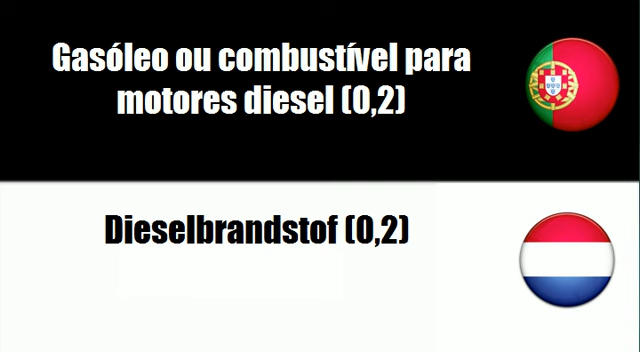 Gasóleo ou combustível para
motores diesel (0,2)
Dieselbrandstof (0,2)